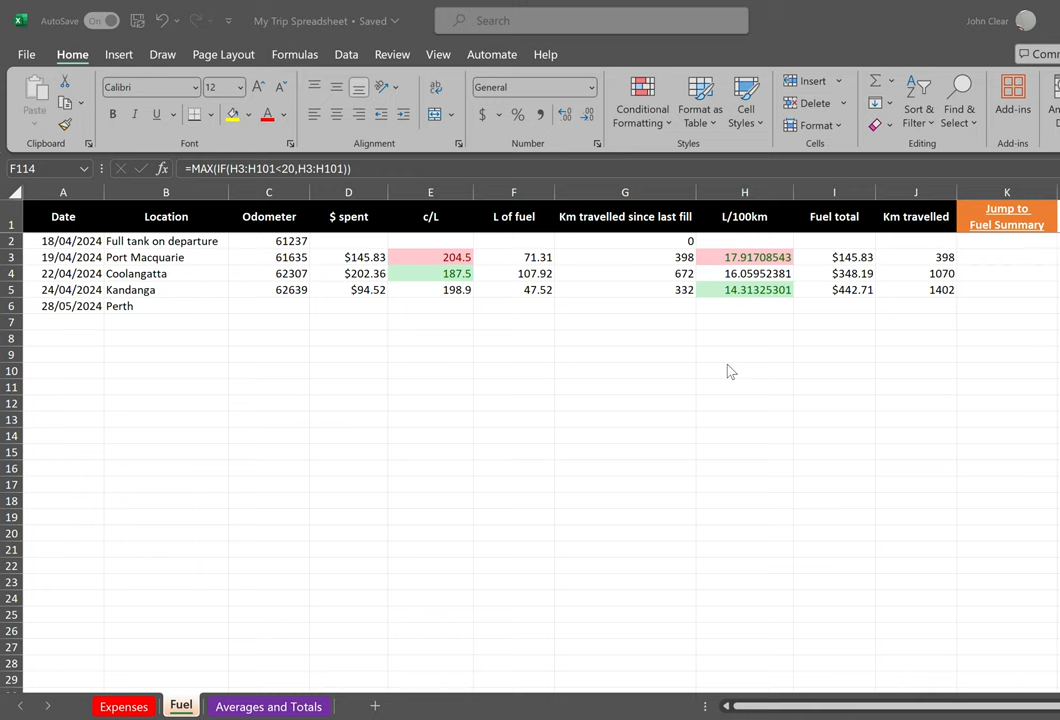 AutoSave On My Trip Spreadsheet • Saved Search John Clear
File Home Insert Draw Page Layout Formulas Data Review View Automate Help
Calibri 12 General Insert
Paste Conditional Format as Cell Delete Sort & Find & Add-ins
B I U A $ % Formatting Table Styles Format Filter Select
Clipboard Font Alignment Number Styles Cells Editing Add-ins
F114 fx =MAX(IF(H3:H101<20,H3:H101))
A B C D E F G H I J K
1 Date Location Odometer $ spent c/L L of fuel Km travelled since last fill L/100km Fuel total Km travelled Jump to
Fuel Summary
2 18/04/2024 Full tank on departure 61237 0
3 19/04/2024 Port Macquarie 61635 $145.83 204.5 71.31 398 17.91708543 $145.83 398
4 22/04/2024 Coolangatta 62307 $202.36 187.5 107.92 672 16.05952381 $348.19 1070
5 24/04/2024 Kandanga 62639 $94.52 198.9 47.52 332 14.31325301 $442.71 1402
6 28/05/2024 Perth
7
8
9
10
11
12
13
14
15
16
17
18
19
20
21
22
23
24
25
26
27
28
29
Expenses Fuel Averages and Totals +